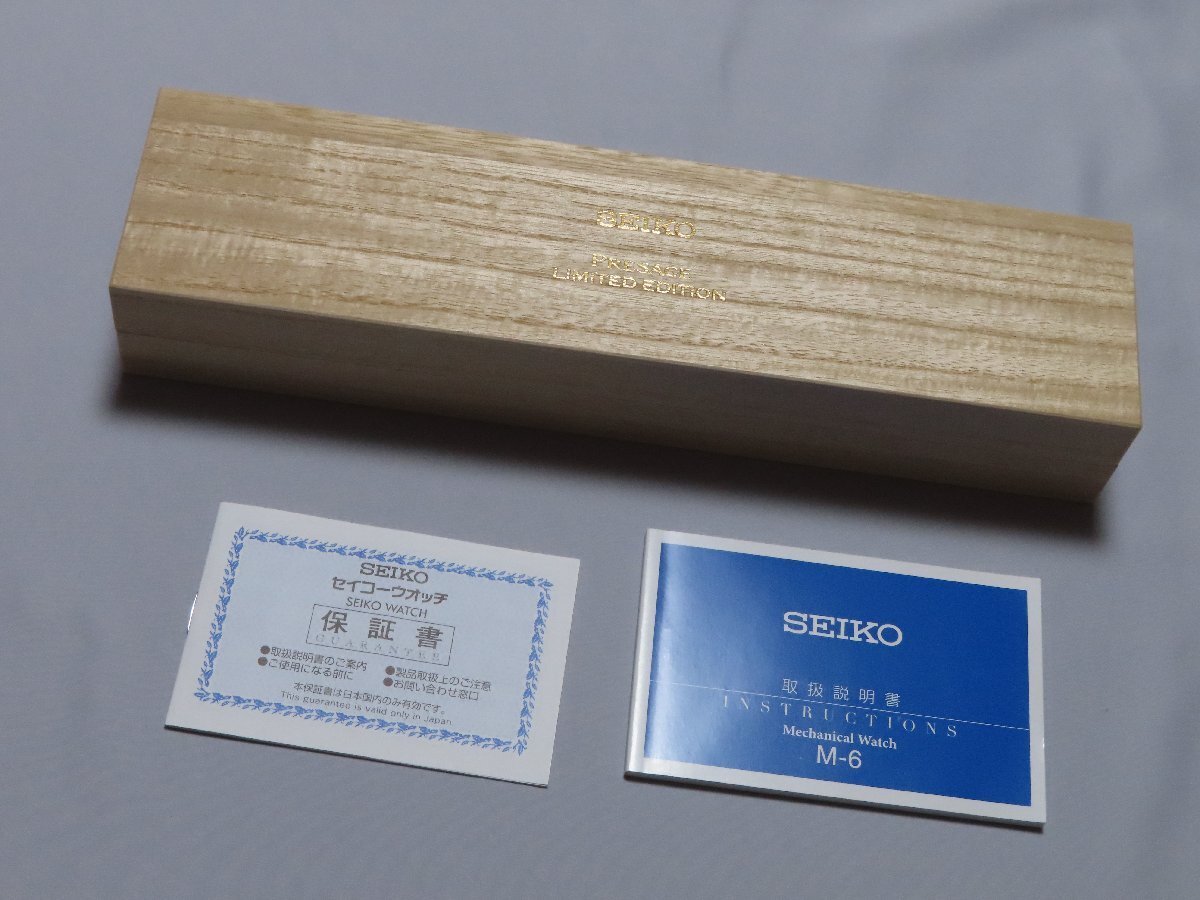 SEIKO
PRESAGE
LIMITED EDITION
SEIKO
セイコーウオッチ
SEIKO WATCH
保証書
GUARANTEE
●取扱説明書のご案内
●ご使用になる前に
●製品取扱上のご注意
●お問い合わせ窓口
本保証書は日本国内のみ有効です。
This guarantee is valid only in Japan.
SEIKO
取扱説明書
INSTRUCTIONS
Mechanical Watch
M-6